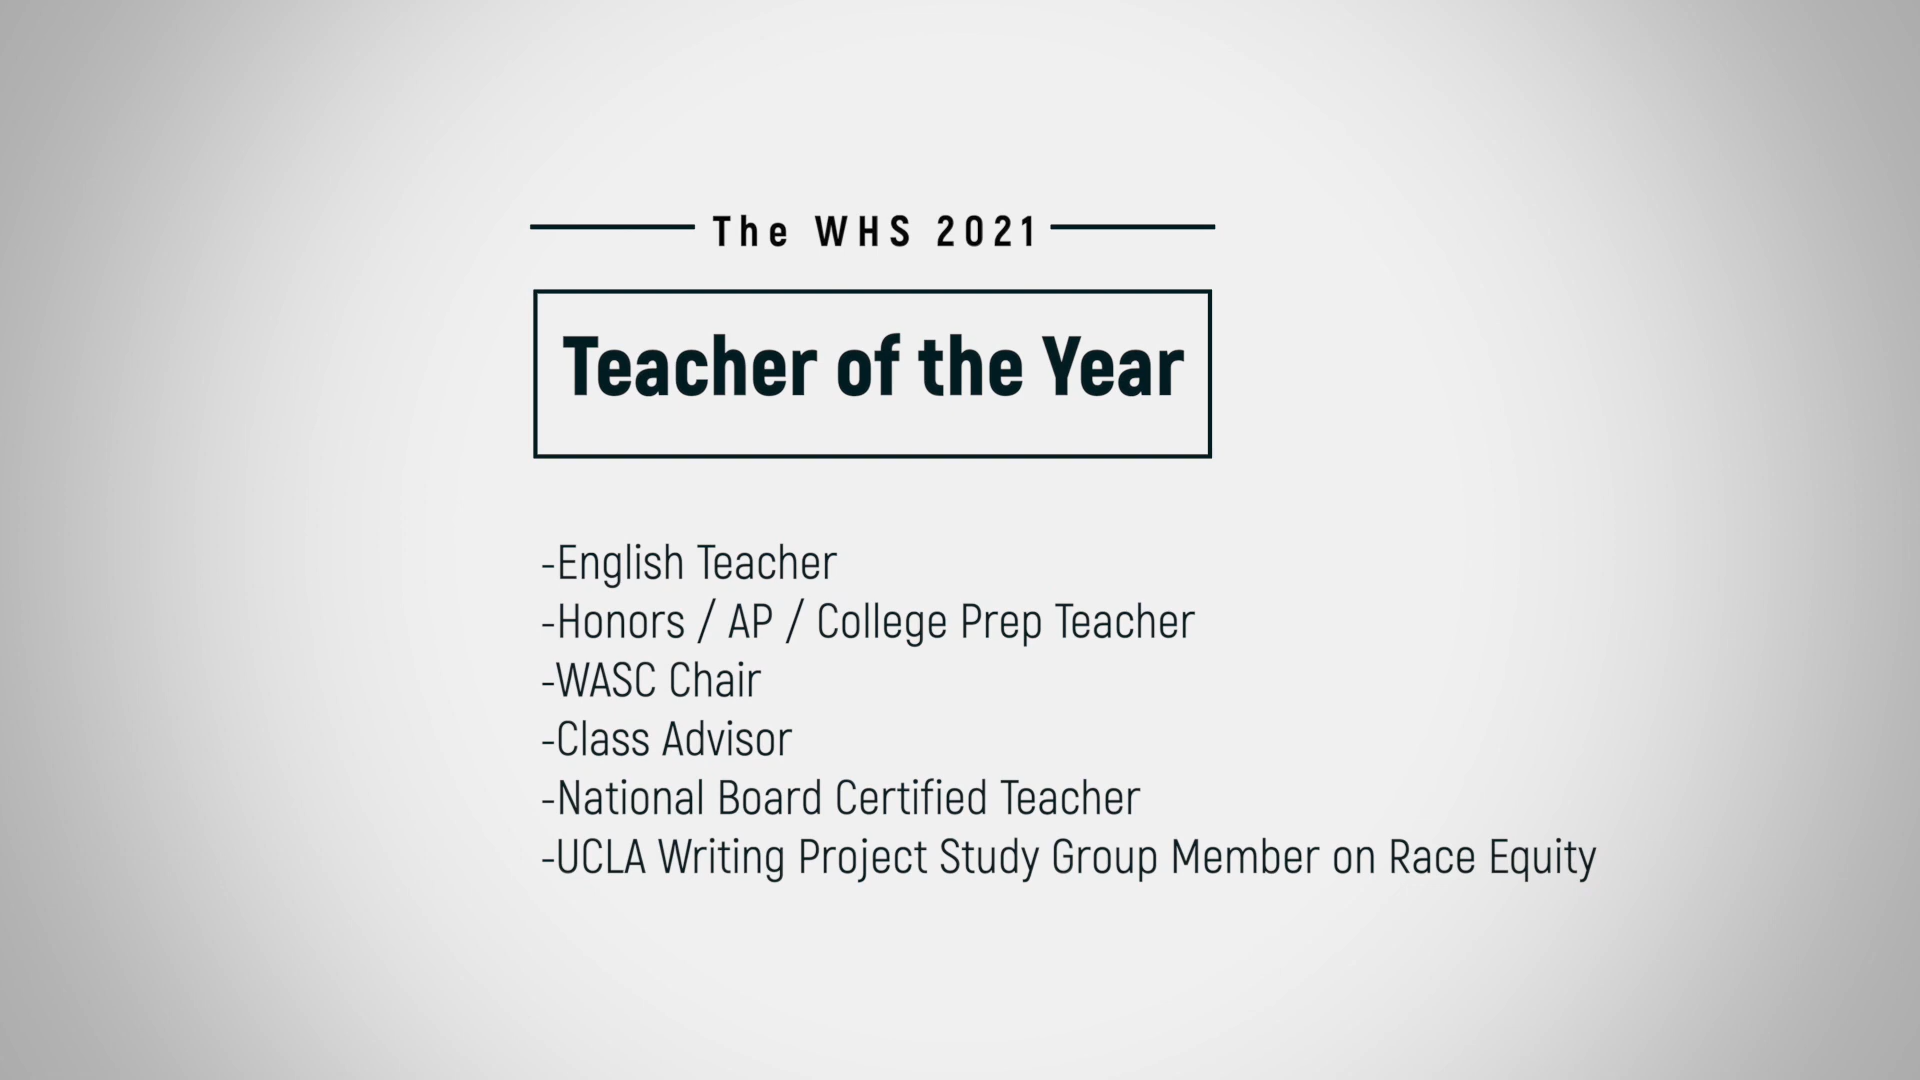 The WHS 2021
Teacher of the Year
-English Teacher
-Honors / AP / College Prep Teacher
-WASC Chair
-Class Advisor
-National Board Certified Teacher
-UCLA Writing Project Study Group Member on Race Equity